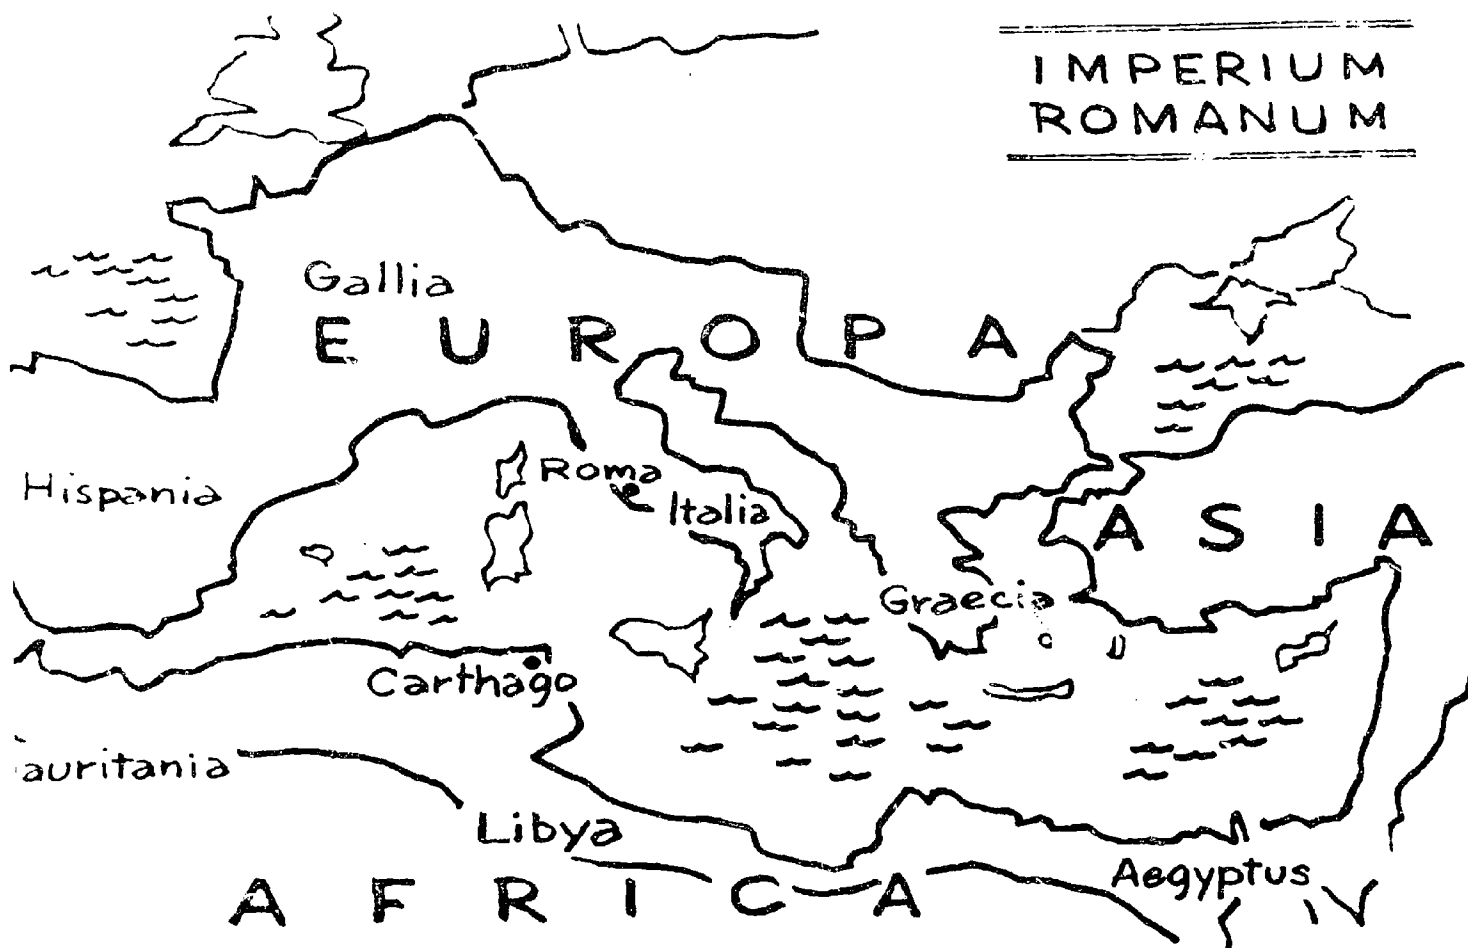 IMPERIUM
ROMANUM
Gallia
EUROPA
Hispania
Roma
Italia
ASIA
Graecia
Carthago
auritania
Libya
Aegyptus
AFRICA